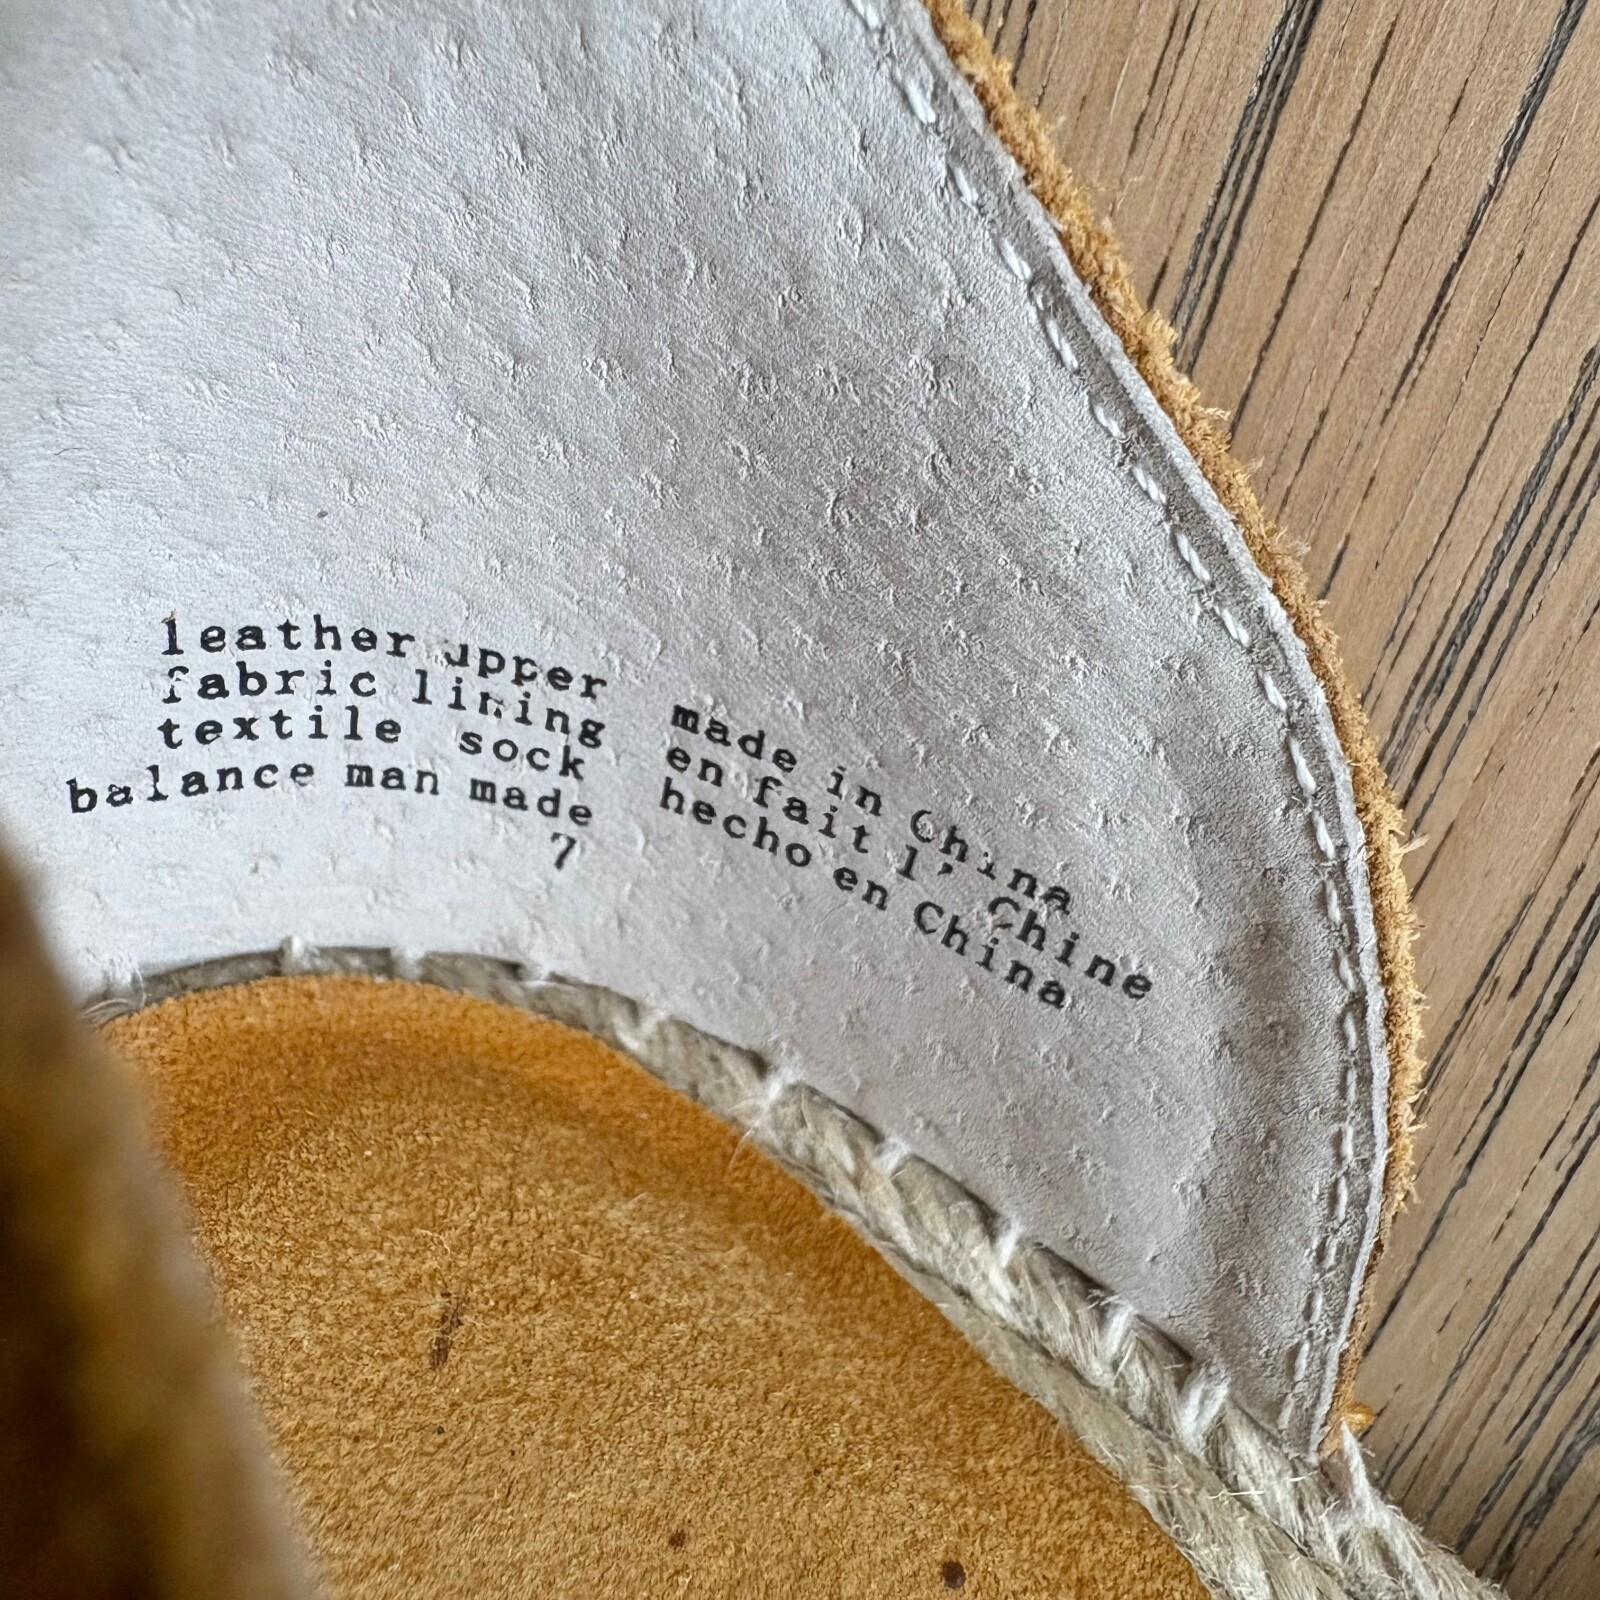 leather upper
fabric lining
textile sock
balance man made
7
made in China
en fait l' Chine
hecho en China